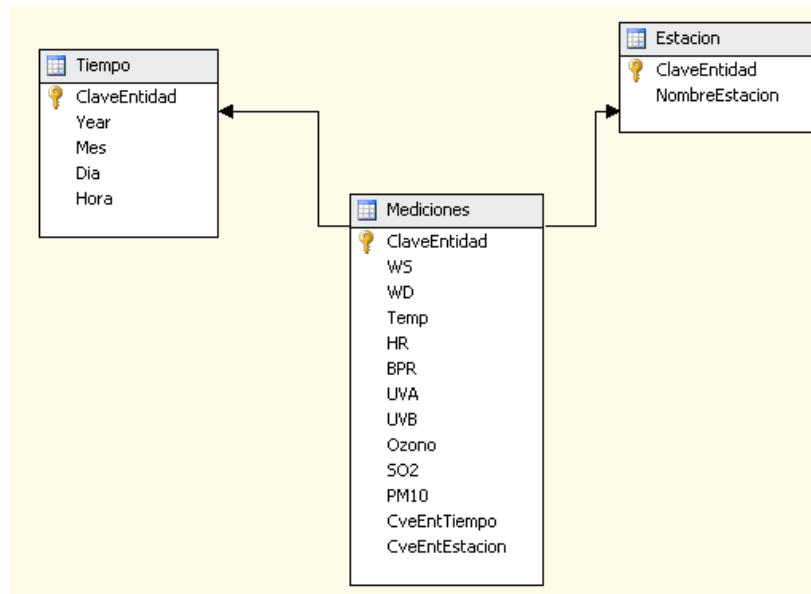 Tiempo
ClaveEntidad
Year
Mes
Dia
Hora
Estacion
ClaveEntidad
NombreEstacion
Mediciones
ClaveEntidad
WS
WD
Temp
HR
BPR
UVA
UVB
Ozono
SO2
PM10
CveEntTiempo
CveEntEstacion